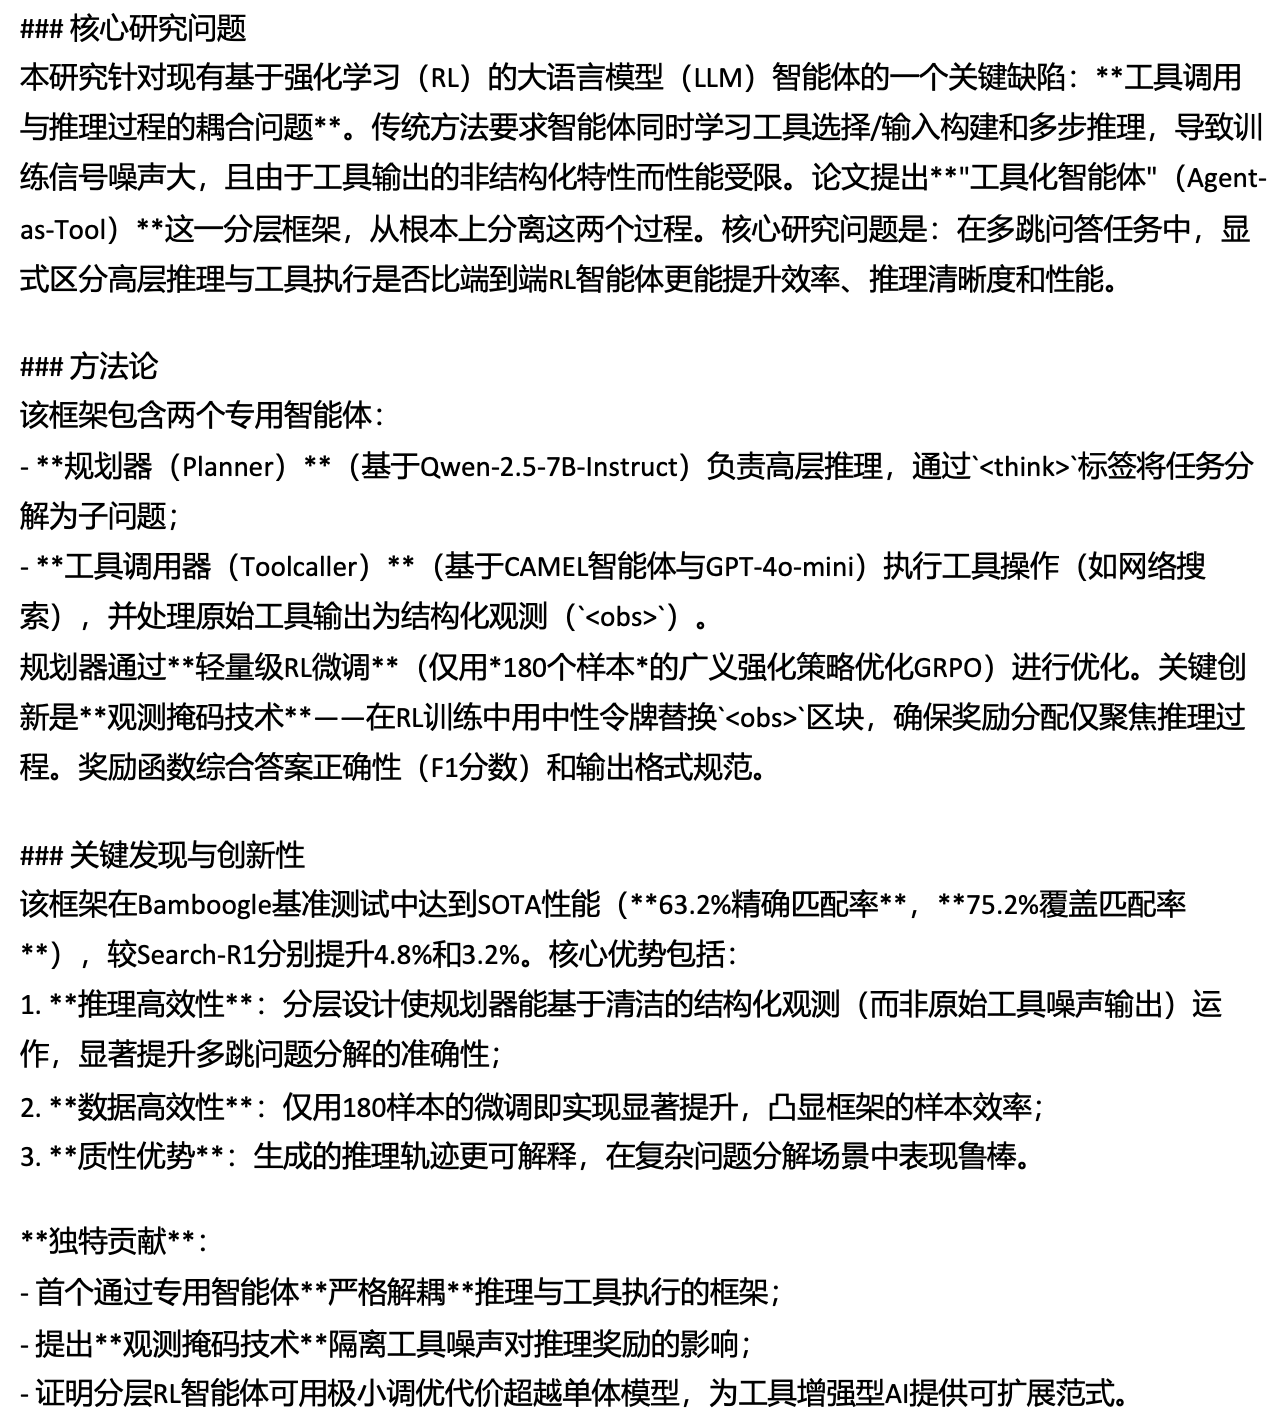 ### 核心研究问题
本研究针对现有基于强化学习（RL）的大语言模型（LLM）智能体的一个关键缺陷：**工具调用
与推理过程的耦合问题**。传统方法要求智能体同时学习工具选择/输入构建和多步推理，导致训
练信号噪声大，且由于工具输出的非结构化特性而性能受限。论文提出**"工具化智能体"（Agent-
as-Tool）**这一分层框架，从根本上分离这两个过程。核心研究问题是：在多跳问答任务中，显
式区分高层推理与工具执行是否比端到端RL智能体更能提升效率、推理清晰度和性能。
### 方法论
该框架包含两个专用智能体：
- **规划器（Planner）**（基于Qwen-2.5-7B-Instruct）负责高层推理，通过`<think>`标签将任务分
解为子问题；
- **工具调用器（Toolcaller）**（基于CAMEL智能体与GPT-4o-mini）执行工具操作（如网络搜
索），并处理原始工具输出为结构化观测（`<obs>`）。
规划器通过**轻量级RL微调**（仅用*180个样本*的广义强化策略优化GRPO）进行优化。关键创
新是**观测掩码技术**——在RL训练中用中性令牌替换`<obs>`区块，确保奖励分配仅聚焦推理过
程。奖励函数综合答案正确性（F1分数）和输出格式规范。
### 关键发现与创新性
该框架在Bamboogle基准测试中达到SOTA性能（**63.2%精确匹配率**，**75.2%覆盖匹配率
**），较Search-R1分别提升4.8%和3.2%。核心优势包括：
1. **推理高效性**：分层设计使规划器能基于清洁的结构化观测（而非原始工具噪声输出）运
作，显著提升多跳问题分解的准确性；
2. **数据高效性**：仅用180样本的微调即实现显著提升，凸显框架的样本效率；
3. **质性优势**：生成的推理轨迹更可解释，在复杂问题分解场景中表现鲁棒。
**独特贡献**：
- 首个通过专用智能体**严格解耦**推理与工具执行的框架；
- 提出**观测掩码技术**隔离工具噪声对推理奖励的影响；
- 证明分层RL智能体可用极小调优代价超越单体模型，为工具增强型AI提供可扩展范式。